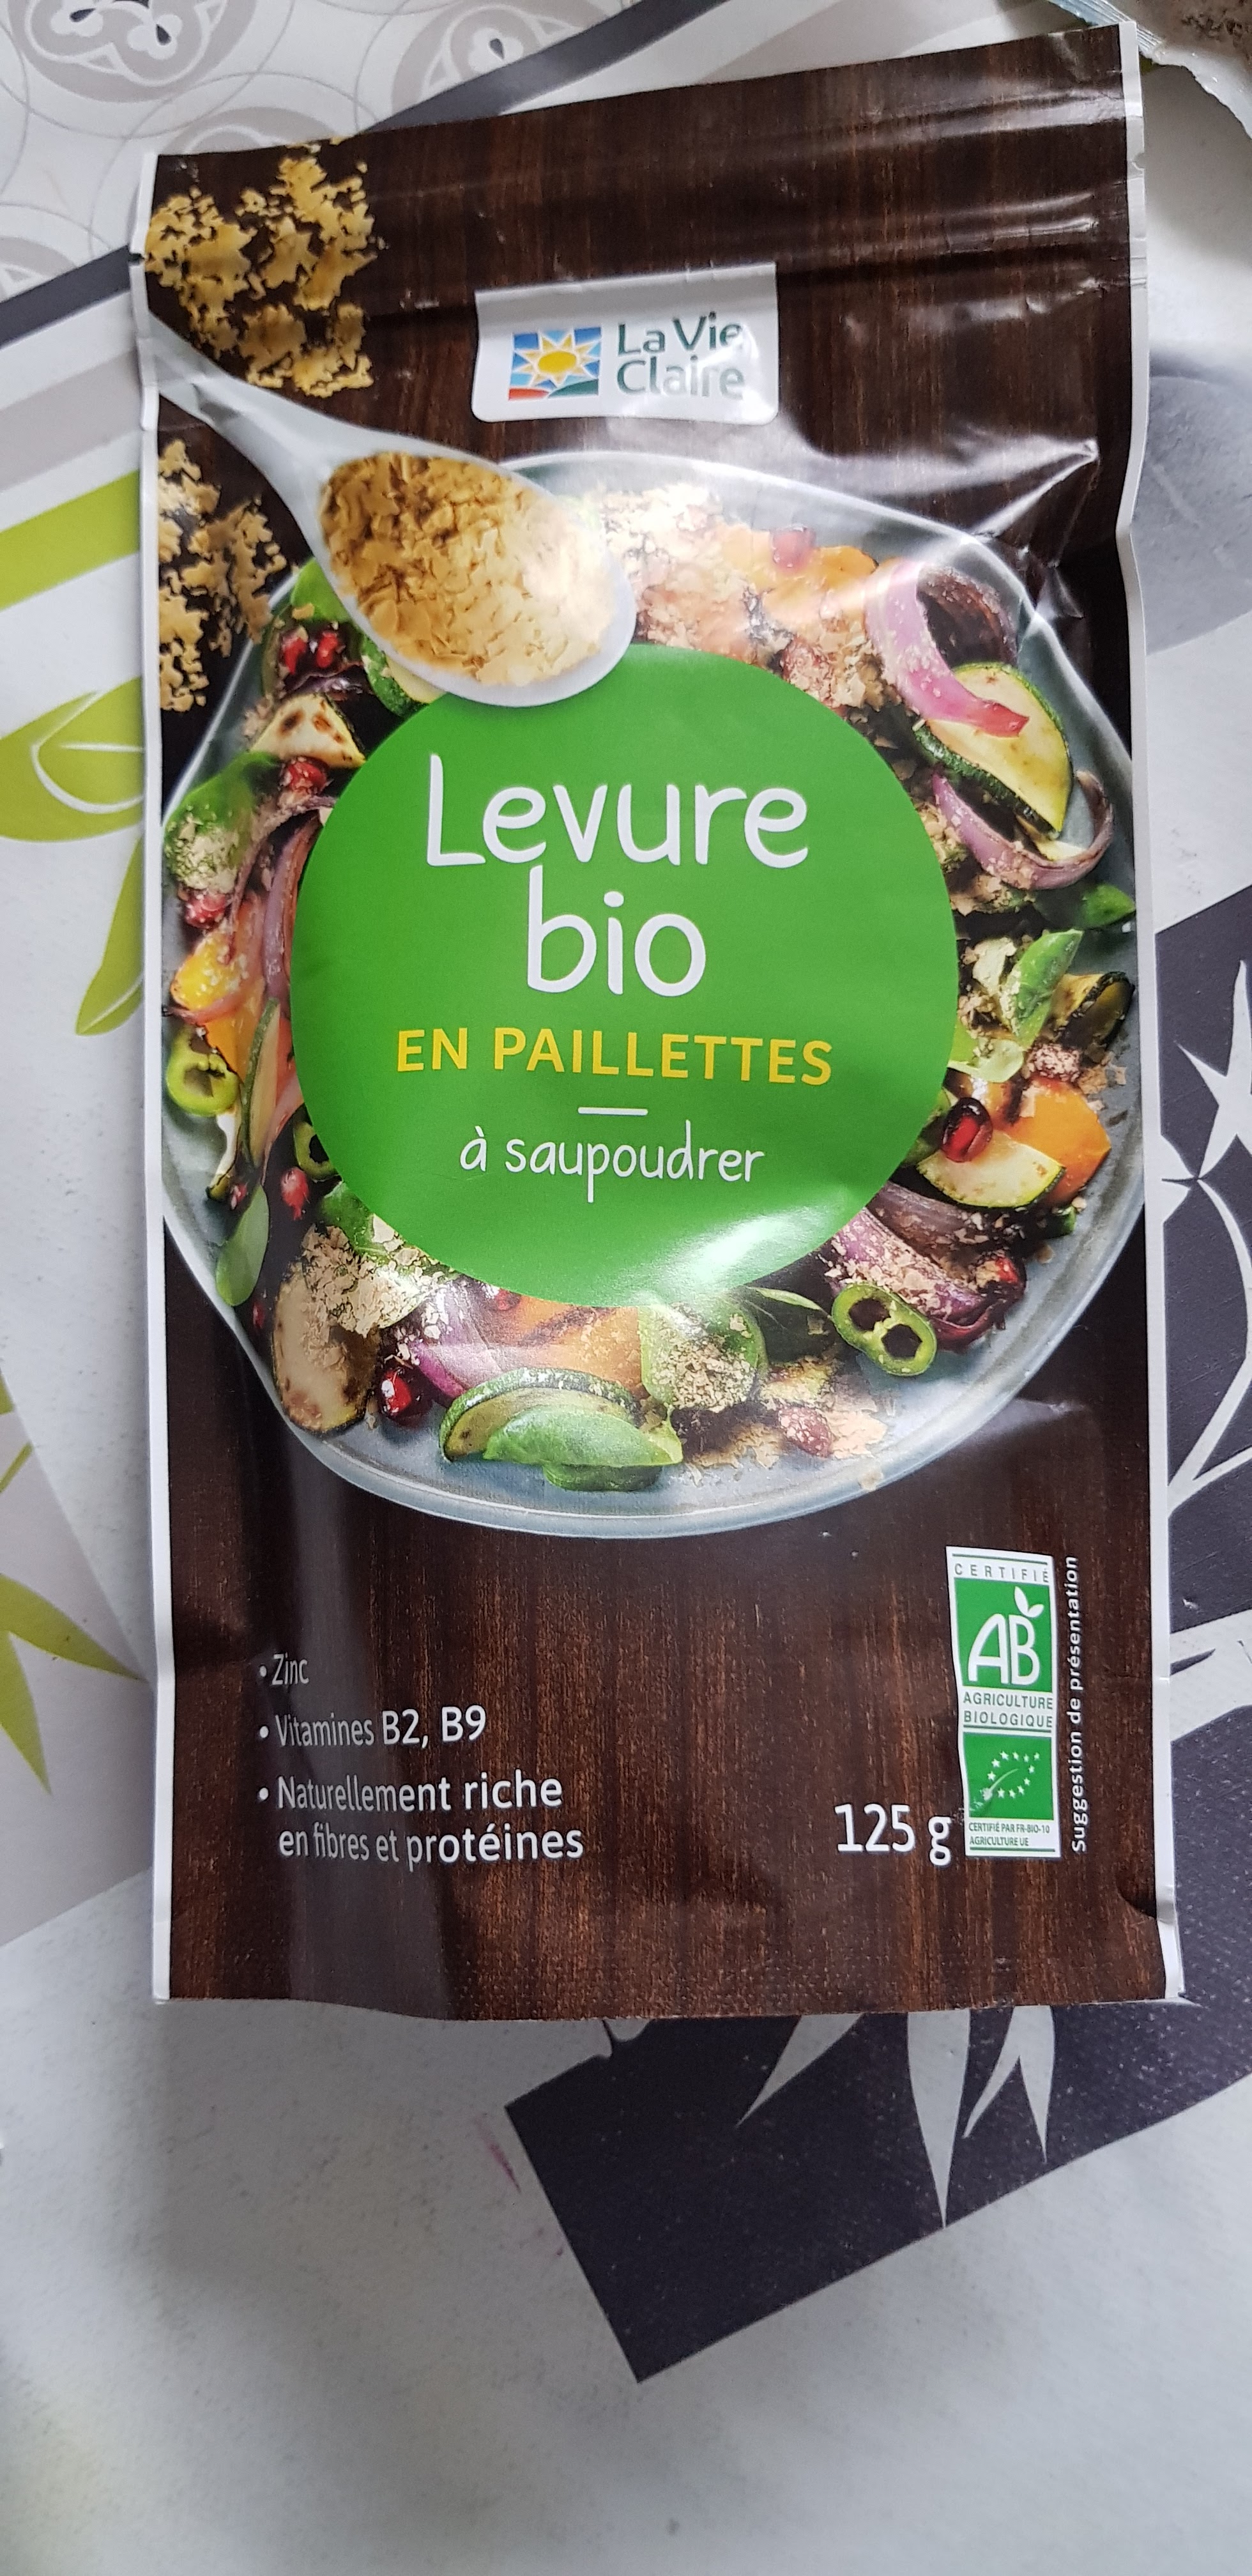 La Vie
Claire
Levure
bio
EN PAILLETTES
à saupoudrer
• Zinc
• Vitamines B2, B9
• Naturellement riche
en fibres et protéines
125 g
CERTIFIÉ
AB
AGRICULTURE
BIOLOGIQUE
CERTIFIÉ PAR FR-BIO-10
AGRICULTURE UE
Suggestion de présentation